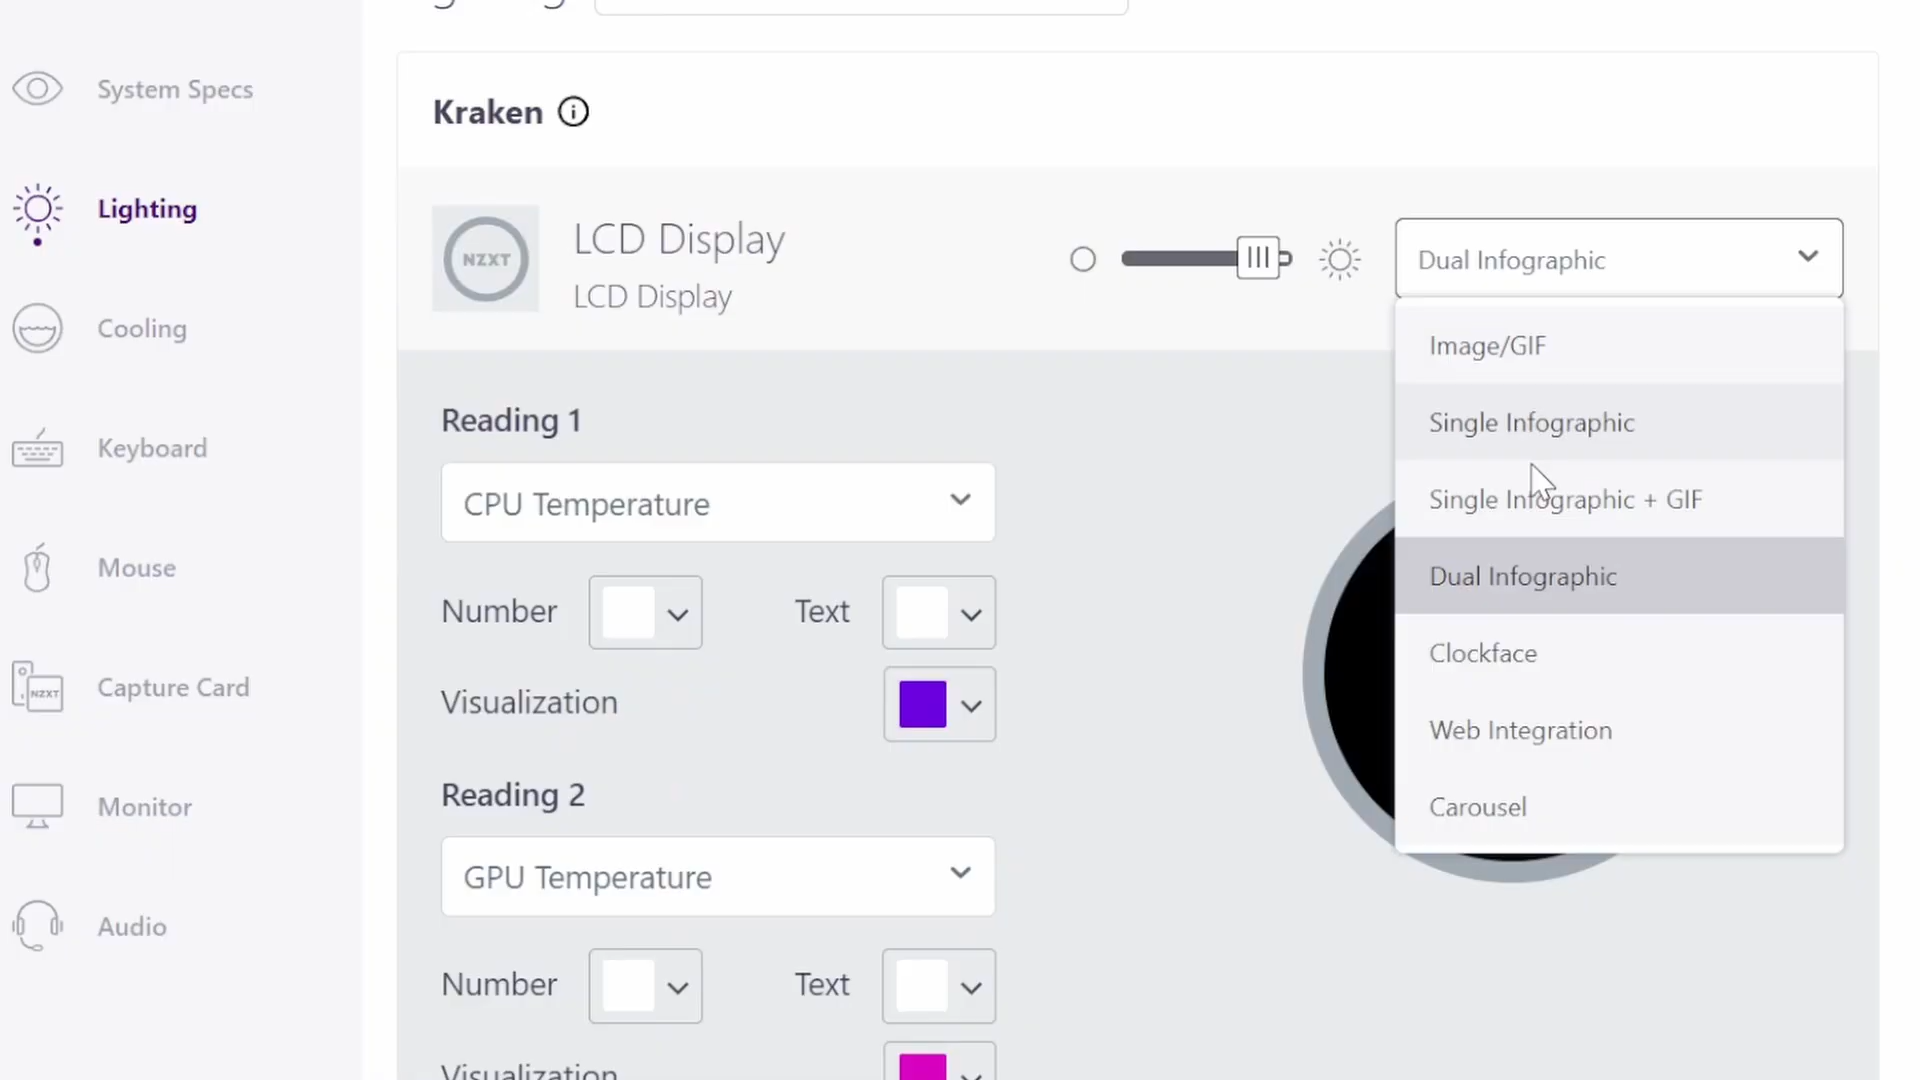 System Specs
Lighting
Cooling
Keyboard
Mouse
NZXT
Capture Card
Monitor
Audio
Kraken
NZXT
LCD Display
LCD Display
Dual Infographic
Image/GIF
Single Infographic
Single Infographic + GIF
Dual Infographic
Clockface
Web Integration
Carousel
Reading 1
CPU Temperature
Number Text
Visualization
Reading 2
GPU Temperature
Number Text
Visualization